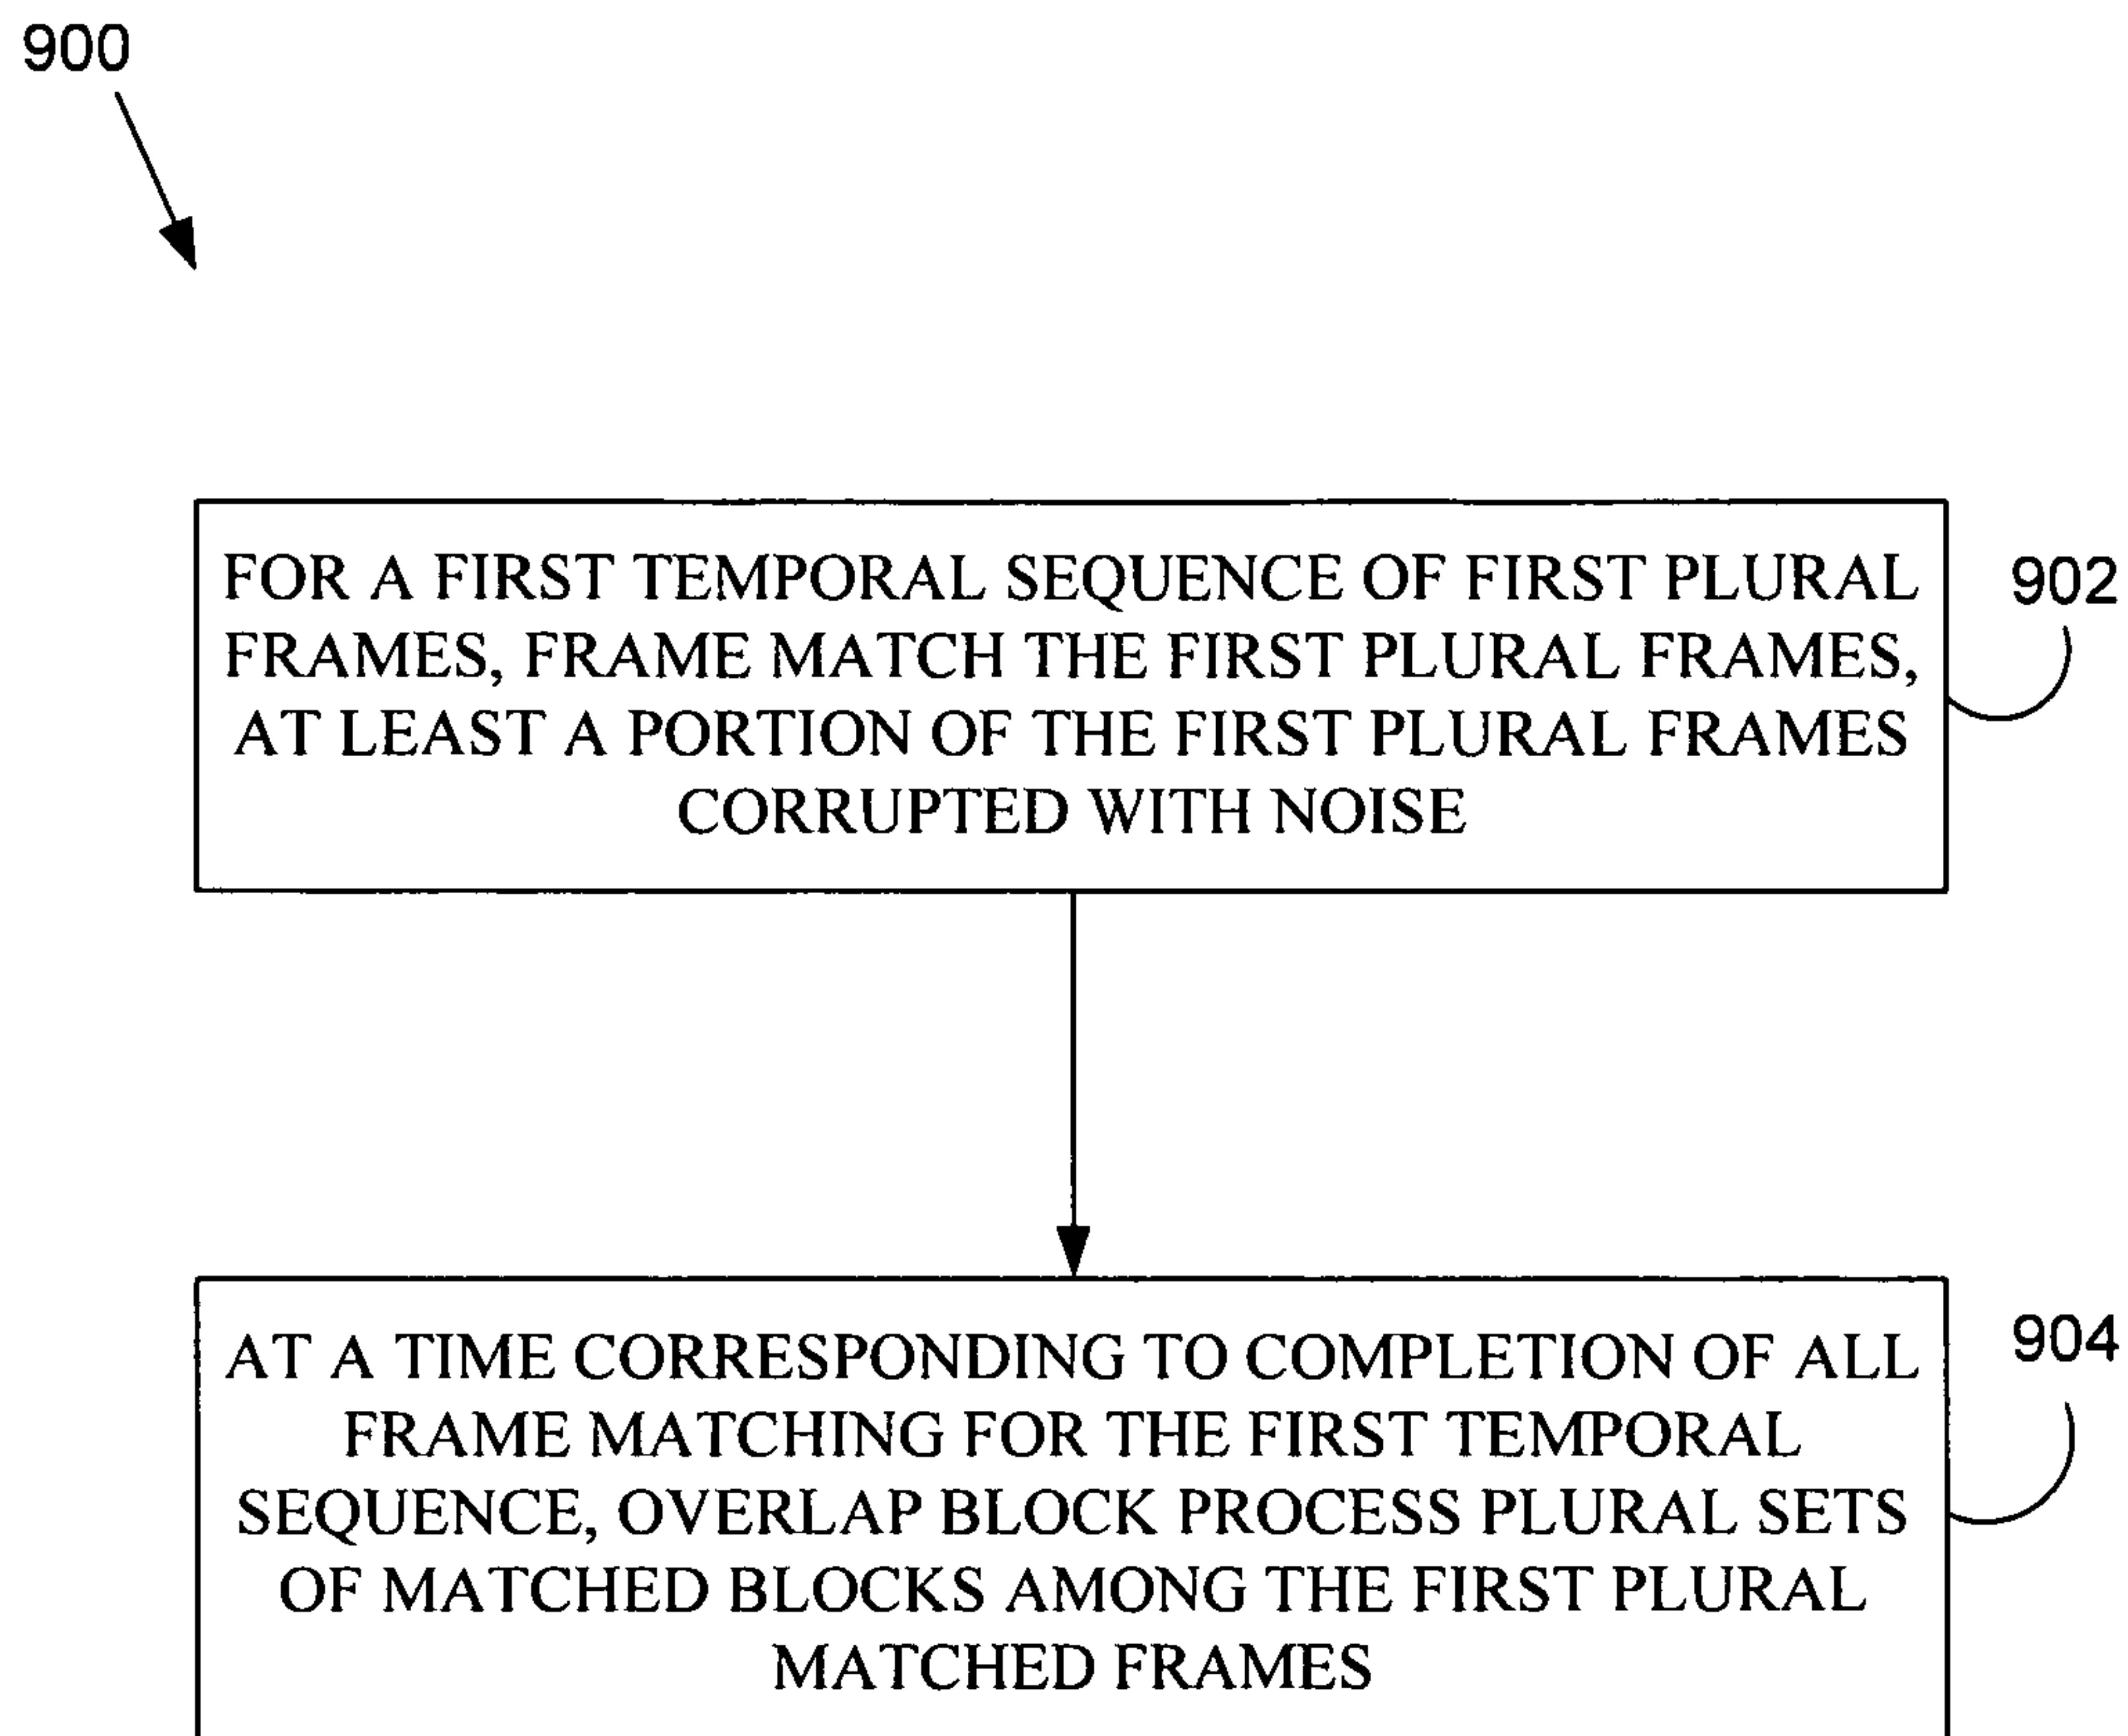 900
FOR A FIRST TEMPORAL SEQUENCE OF FIRST PLURAL
FRAMES, FRAME MATCH THE FIRST PLURAL FRAMES,
AT LEAST A PORTION OF THE FIRST PLURAL FRAMES
CORRUPTED WITH NOISE
902
AT A TIME CORRESPONDING TO COMPLETION OF ALL
FRAME MATCHING FOR THE FIRST TEMPORAL
SEQUENCE, OVERLAP BLOCK PROCESS PLURAL SETS
OF MATCHED BLOCKS AMONG THE FIRST PLURAL
MATCHED FRAMES
904